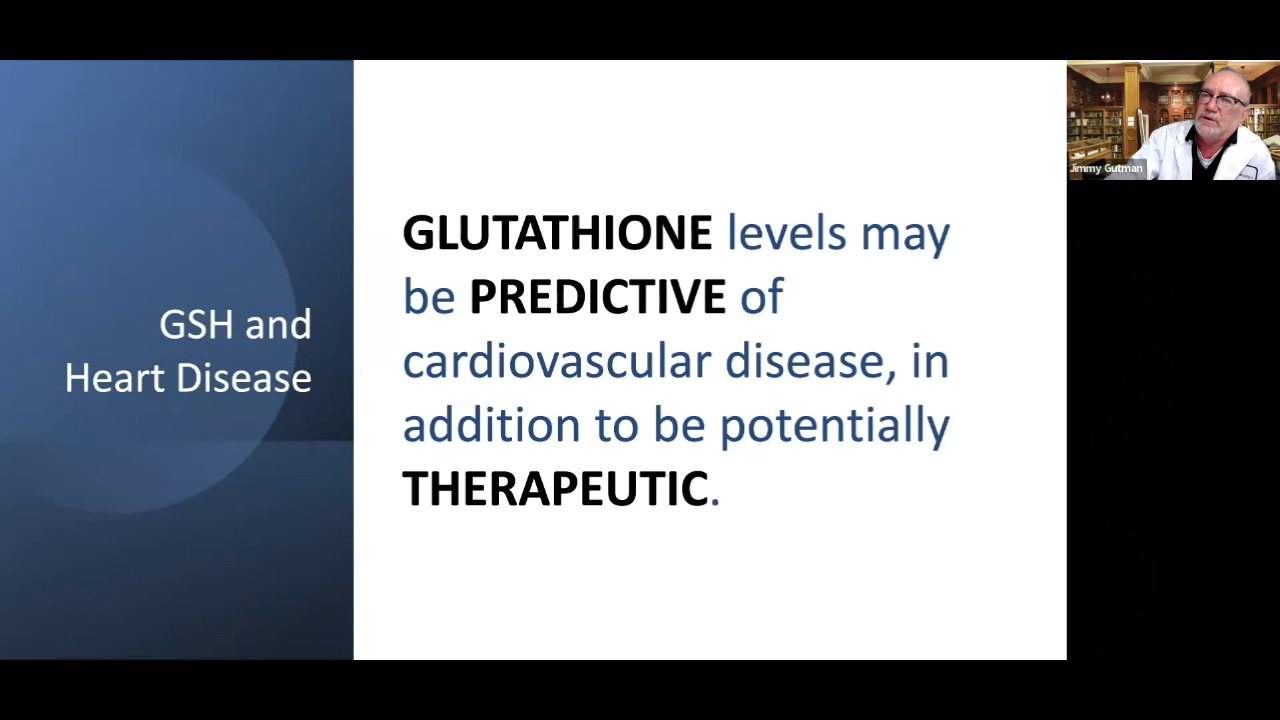 GSH and
Heart Disease
GLUTATHIONE levels may
be PREDICTIVE of
cardiovascular disease, in
addition to be potentially
THERAPEUTIC.
Jimmy Gutman